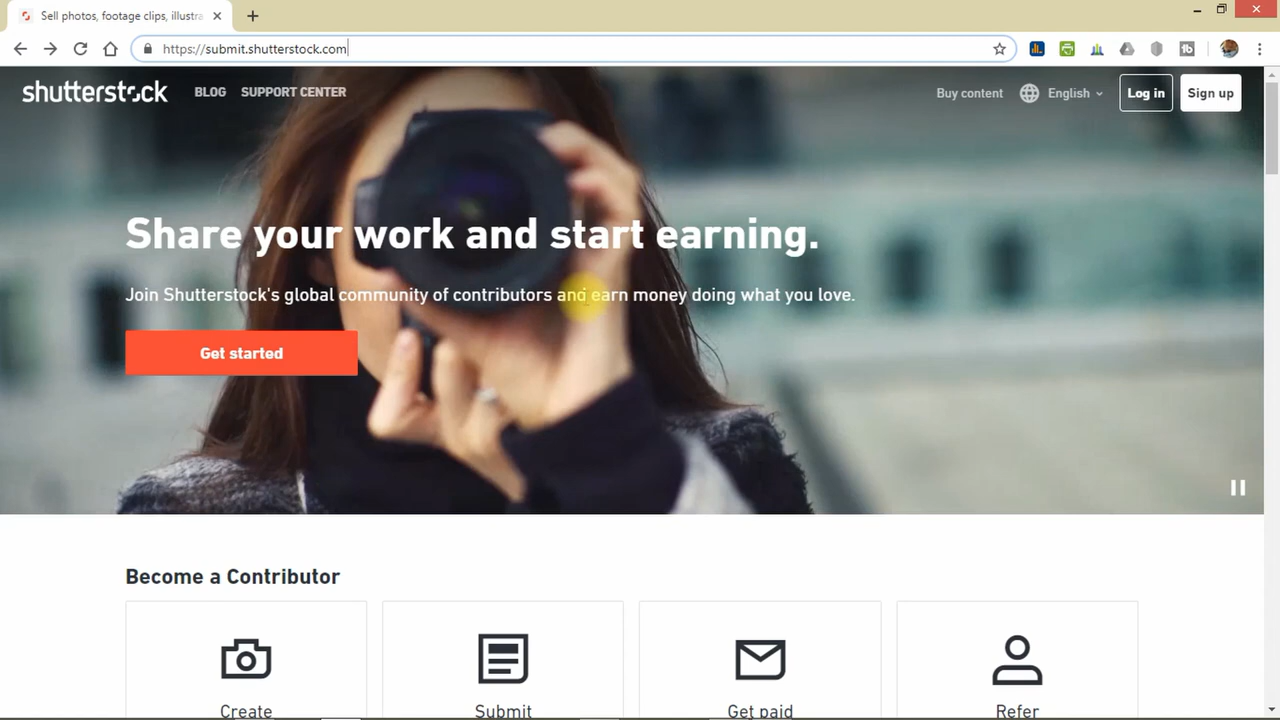 Sell photos, footage clips, illustra
https://submit.shutterstock.com
shutterstock BLOG SUPPORT CENTER Buy content English Log in Sign up
Share your work and start earning.
Join Shutterstock's global community of contributors and earn money doing what you love.
Get started
Become a Contributor
Create Submit Get paid Refer